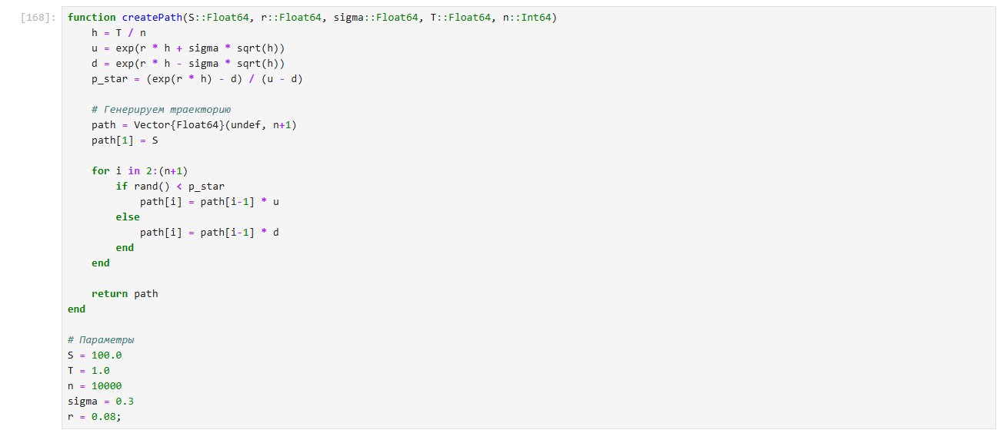 [168]:
function createPath(S::Float64, r::Float64, sigma::Float64, T::Float64, n::Int64)
    h = T / n
    u = exp(r * h + sigma * sqrt(h))
    d = exp(r * h - sigma * sqrt(h))
    p_star = (exp(r * h) - d) / (u - d)

    # Генерируем траекторию
    path = Vector{Float64}(undef, n+1)
    path[1] = S

    for i in 2:(n+1)
        if rand() < p_star
            path[i] = path[i-1] * u
        else
            path[i] = path[i-1] * d
        end
    end

    return path
end

# Параметры
S = 100.0
T = 1.0
n = 10000
sigma = 0.3
r = 0.08;